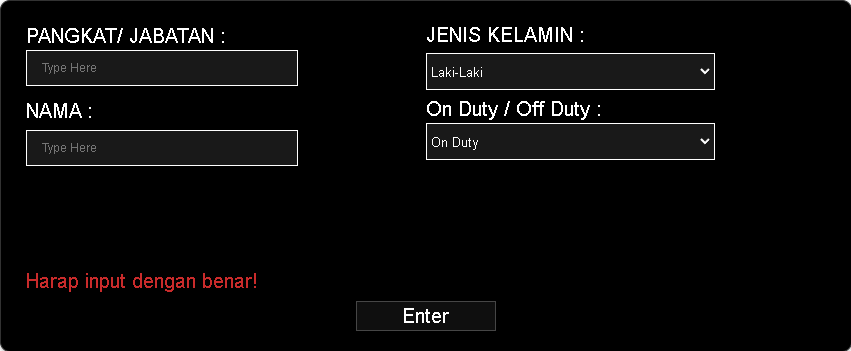 PANGKAT/ JABATAN :
Type Here
NAMA :
Type Here
JENIS KELAMIN :
Laki-Laki
On Duty / Off Duty :
On Duty
Harap input dengan benar!
Enter